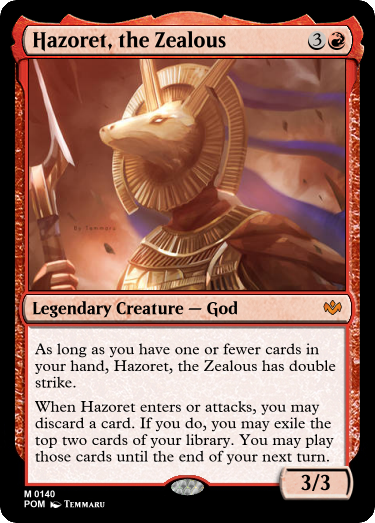 Hazoret, the Zealous 3
By Temmaru
Legendary Creature — God
As long as you have one or fewer cards in
your hand, Hazoret, the Zealous has double
strike.
When Hazoret enters or attacks, you may
discard a card. If you do, you may exile the
top two cards of your library. You may play
those cards until the end of your next turn.
3/3
M 0140
POM Temmaru